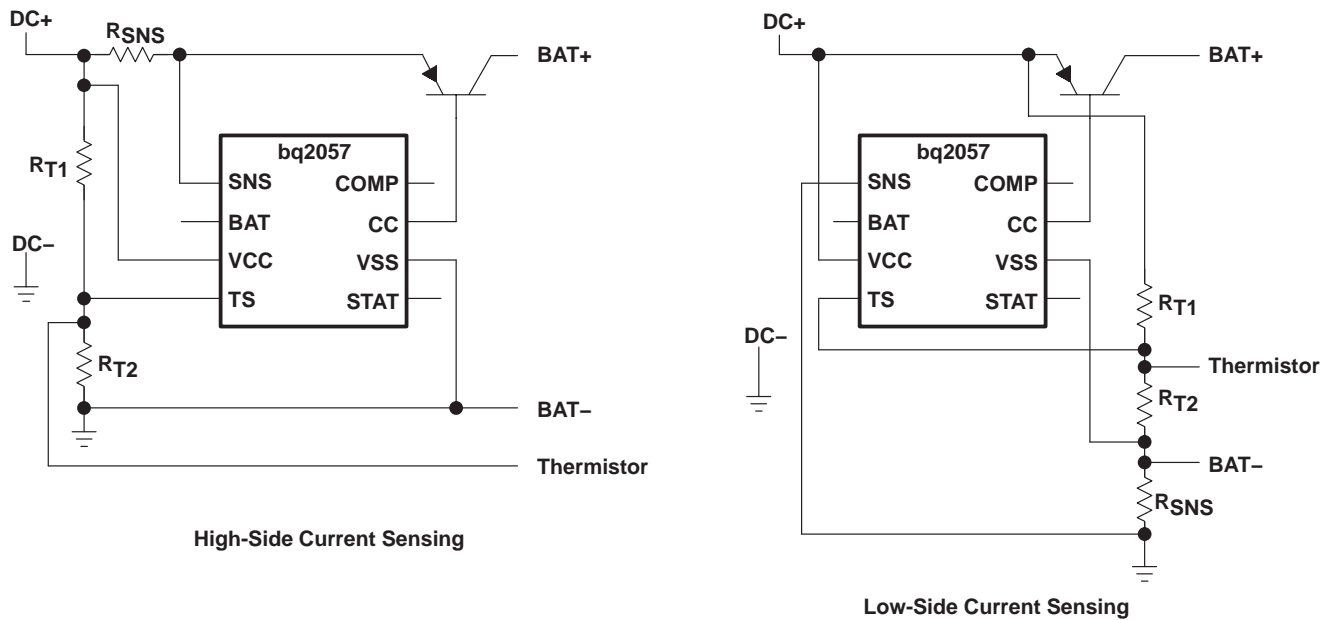 DC+
RSNS
BAT+
bq2057
SNS
COMP
RT1
BAT
CC
DC–
VCC
VSS
TS
STAT
RT2
BAT–
Thermistor
High-Side Current Sensing
DC+
BAT+
bq2057
SNS
COMP
BAT
CC
VCC
VSS
TS
STAT
RT1
DC–
Thermistor
RT2
BAT–
RSNS
Low-Side Current Sensing